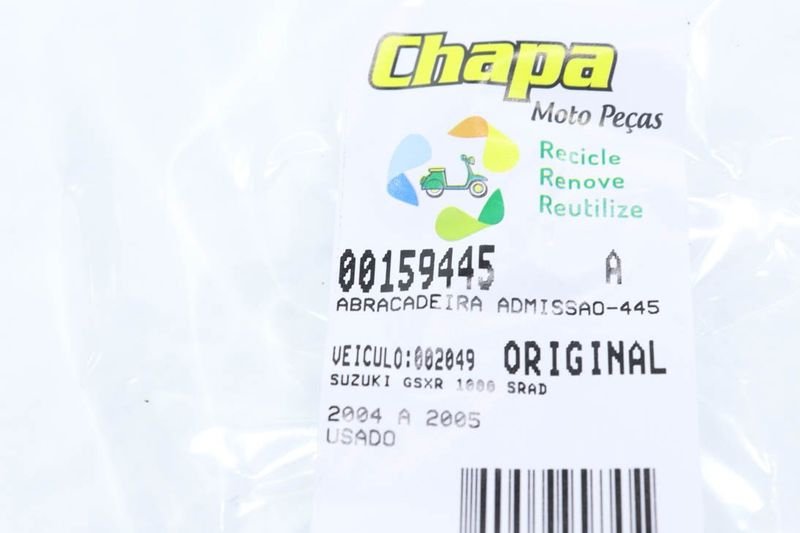 Chapa
Moto Peças
Recicle
Renove
Reutilize
00159445 A
ABRACADEIRA ADMISSAO-445
VEICULO:002049 ORIGINAL
SUZUKI GSXR 1000 SRAD
2004 A 2005
USADO